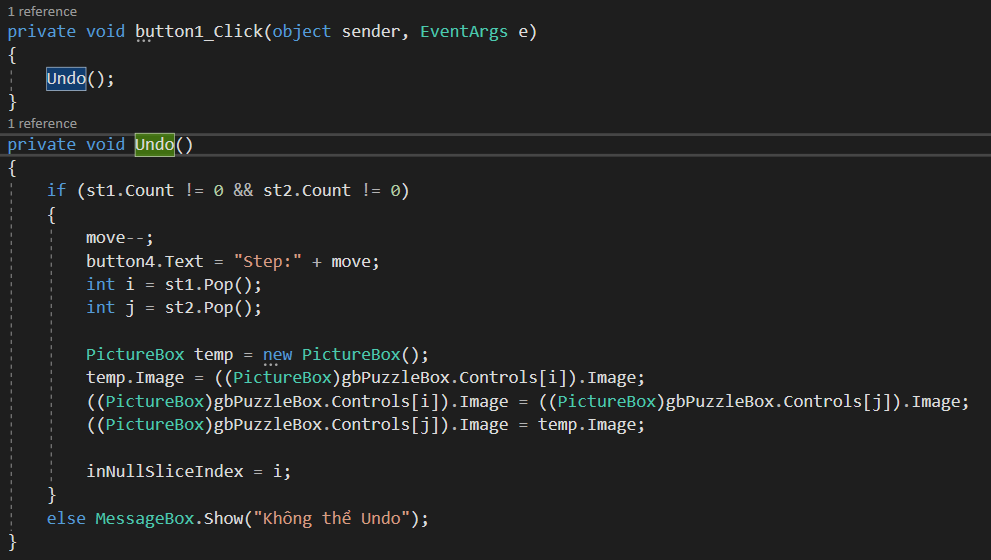 1 reference
private void button1_Click(object sender, EventArgs e)
{
    Undo();
}
1 reference
private void Undo()
{
    if (st1.Count != 0 && st2.Count != 0)
    {
        move--;
        button4.Text = "Step:" + move;
        int i = st1.Pop();
        int j = st2.Pop();
        PictureBox temp = new PictureBox();
        temp.Image = ((PictureBox)gbPuzzleBox.Controls[i]).Image;
        ((PictureBox)gbPuzzleBox.Controls[i]).Image = ((PictureBox)gbPuzzleBox.Controls[j]).Image;
        ((PictureBox)gbPuzzleBox.Controls[j]).Image = temp.Image;
        inNullSliceIndex = i;
    }
    else MessageBox.Show("Không thể Undo");
}